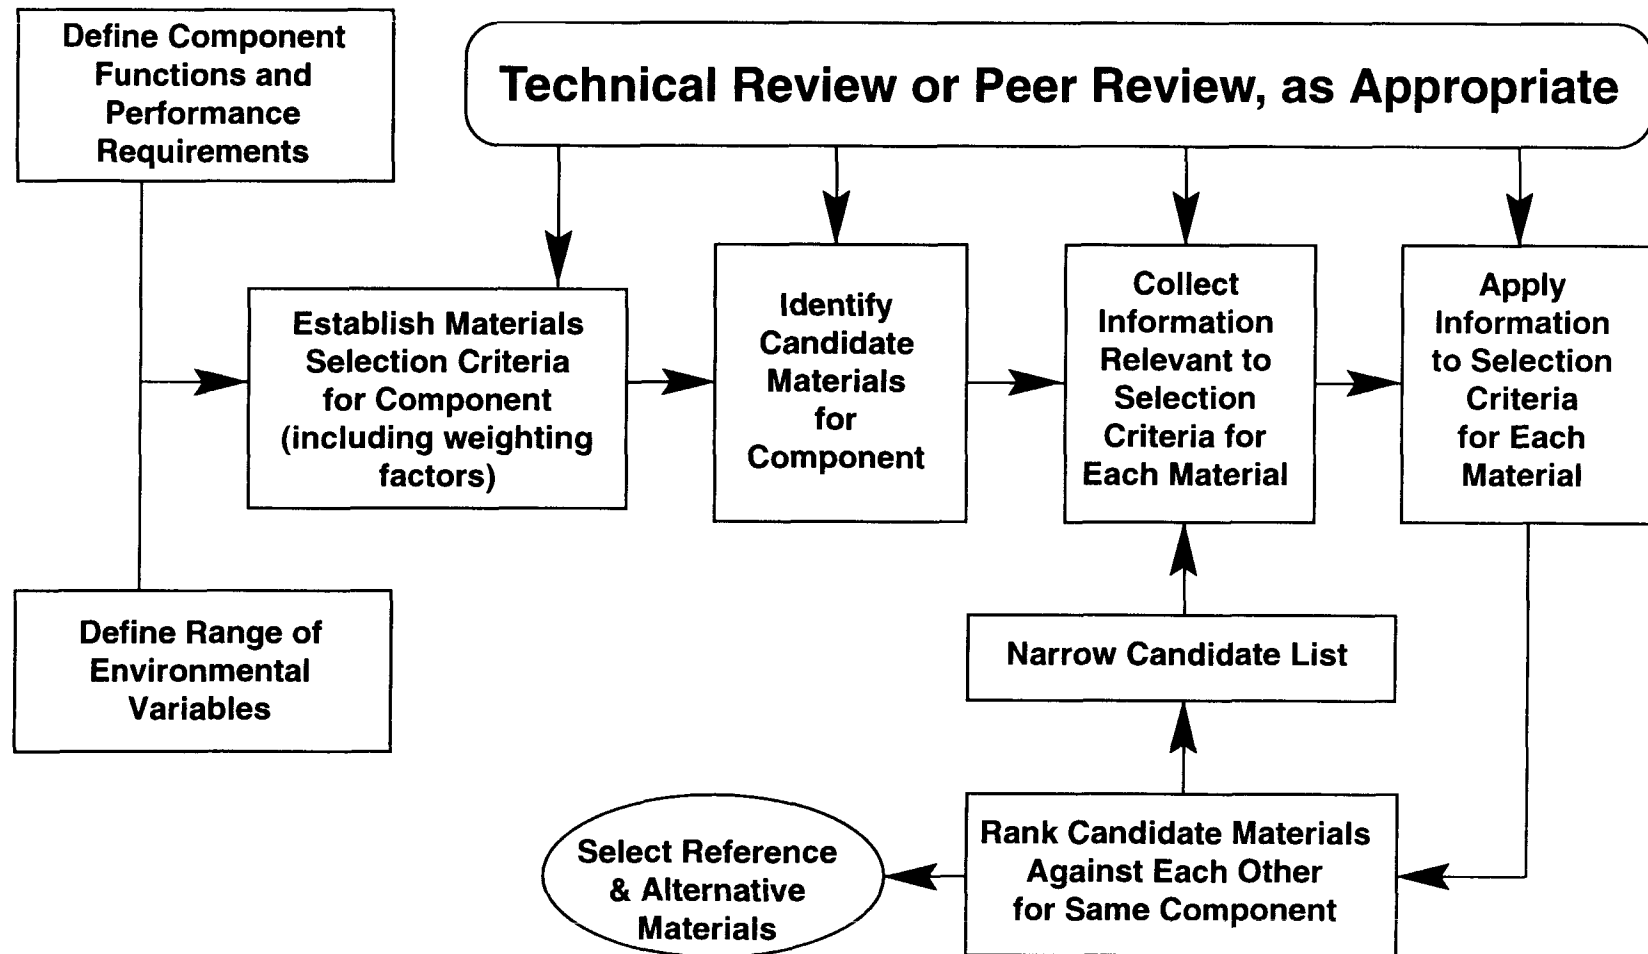 Define Component
Functions and
Performance
Requirements
Technical Review or Peer Review, as Appropriate
Establish Materials
Selection Criteria
for Component
(including weighting
factors)
Identify
Candidate
Materials
for
Component
Collect
Information
Relevant to
Selection
Criteria for
Each Material
Apply
Information
to Selection
Criteria
for Each
Material
Define Range of
Environmental
Variables
Narrow Candidate List
Select Reference
& Alternative
Materials
Rank Candidate Materials
Against Each Other
for Same Component